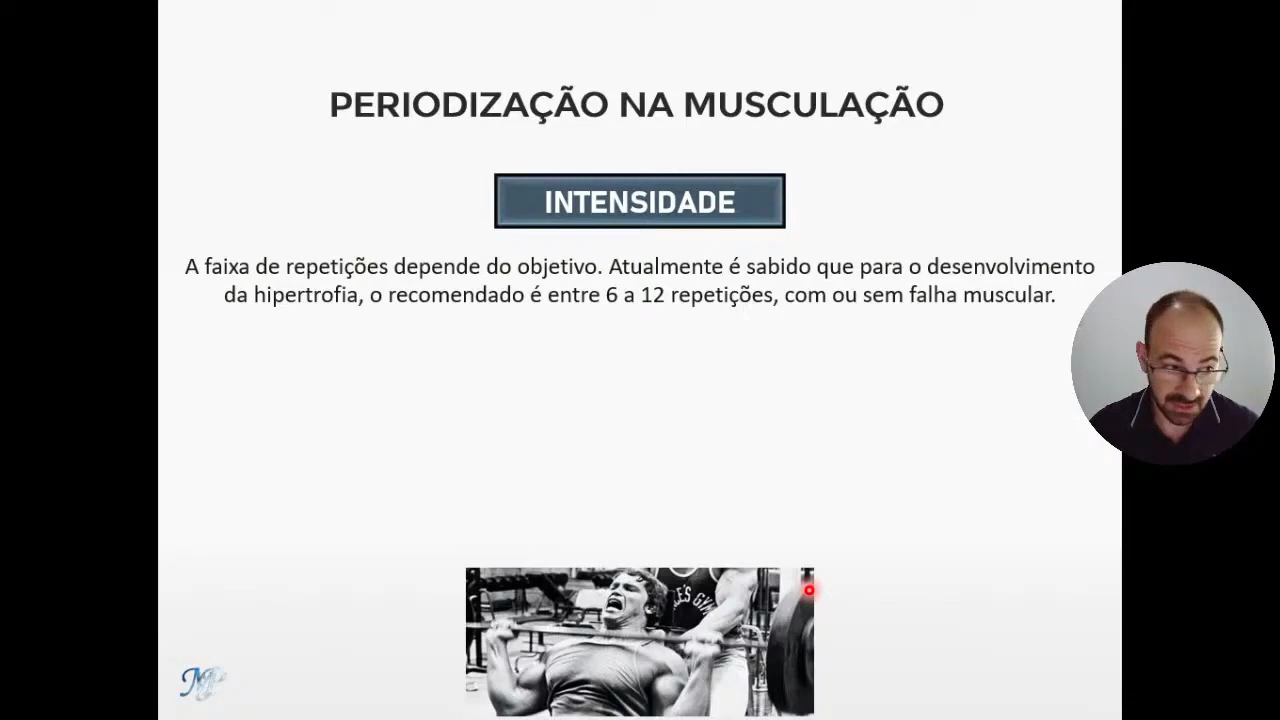 PERIODIZAÇÃO NA MUSCULAÇÃO
INTENSIDADE
A faixa de repetições depende do objetivo. Atualmente é sabido que para o desenvolvimento
da hipertrofia, o recomendado é entre 6 a 12 repetições, com ou sem falha muscular.